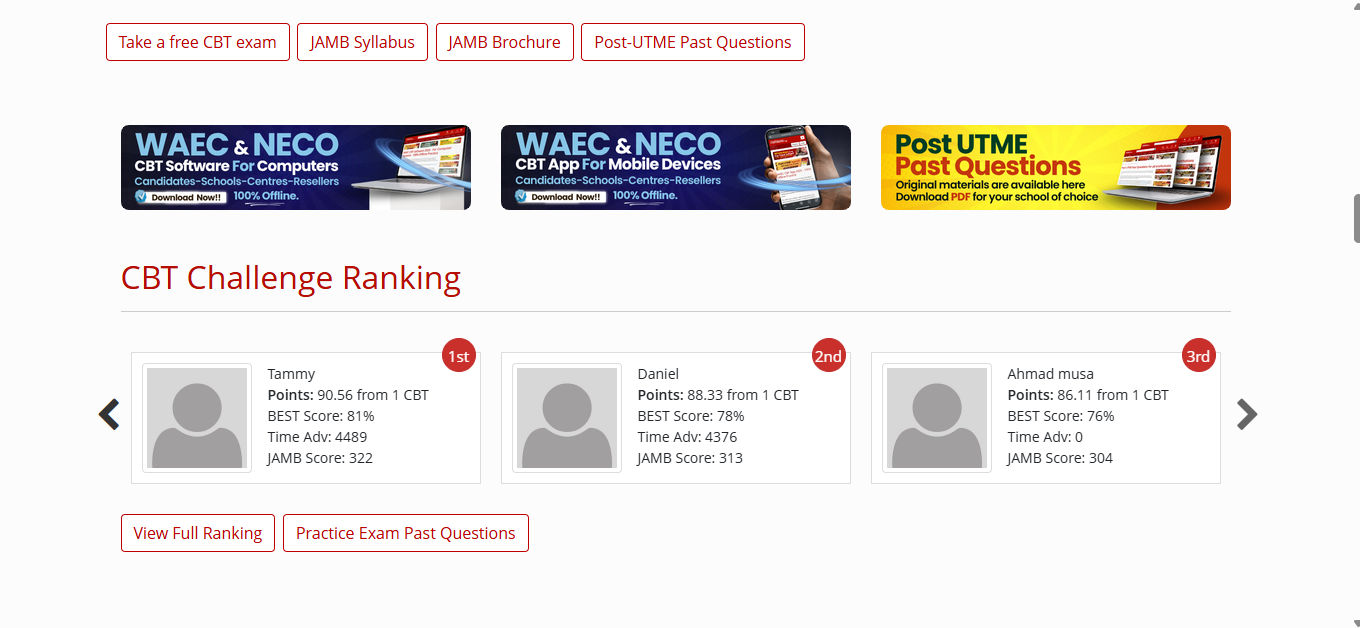 Take a free CBT exam
JAMB Syllabus
JAMB Brochure
Post-UTME Past Questions
WAEC & NECO
CBT Software For Computers
Candidates-Schools-Centres-Resellers
Download Now!! 100% Offline.
WAEC & NECO
CBT App For Mobile Devices
Candidates-Schools-Centres-Resellers
Download Now!! 100% Offline.
Post UTME
Past Questions
Original materials are available here
Download PDF for your school of choice
CBT Challenge Ranking
1st
Tammy
Points: 90.56 from 1 CBT
BEST Score: 81%
Time Adv: 4489
JAMB Score: 322
2nd
Daniel
Points: 88.33 from 1 CBT
BEST Score: 78%
Time Adv: 4376
JAMB Score: 313
3rd
Ahmad musa
Points: 86.11 from 1 CBT
BEST Score: 76%
Time Adv: 0
JAMB Score: 304
View Full Ranking
Practice Exam Past Questions